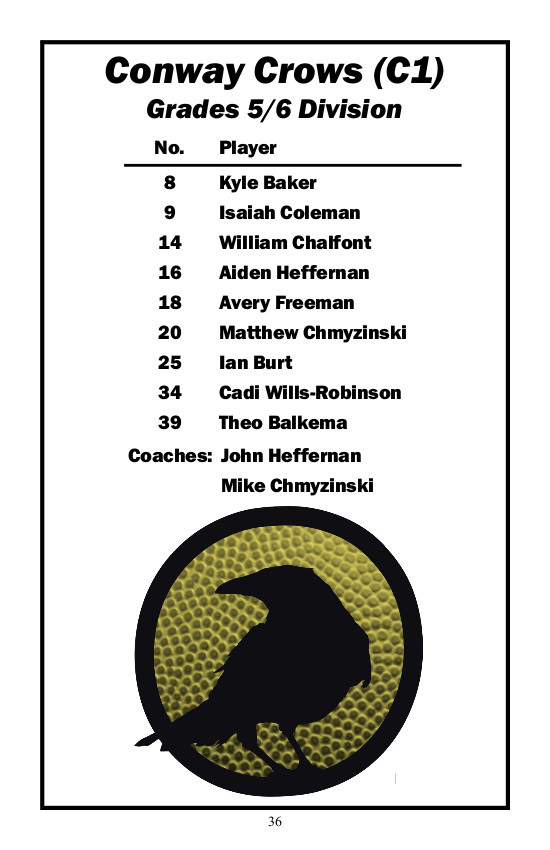 Conway Crows (C1)
Grades 5/6 Division
No. Player
8 Kyle Baker
9 Isaiah Coleman
14 William Chalfont
16 Aiden Heffernan
18 Avery Freeman
20 Matthew Chmyzinski
25 Ian Burt
34 Cadi Wills-Robinson
39 Theo Balkema
Coaches: John Heffernan
Mike Chmyzinski
36